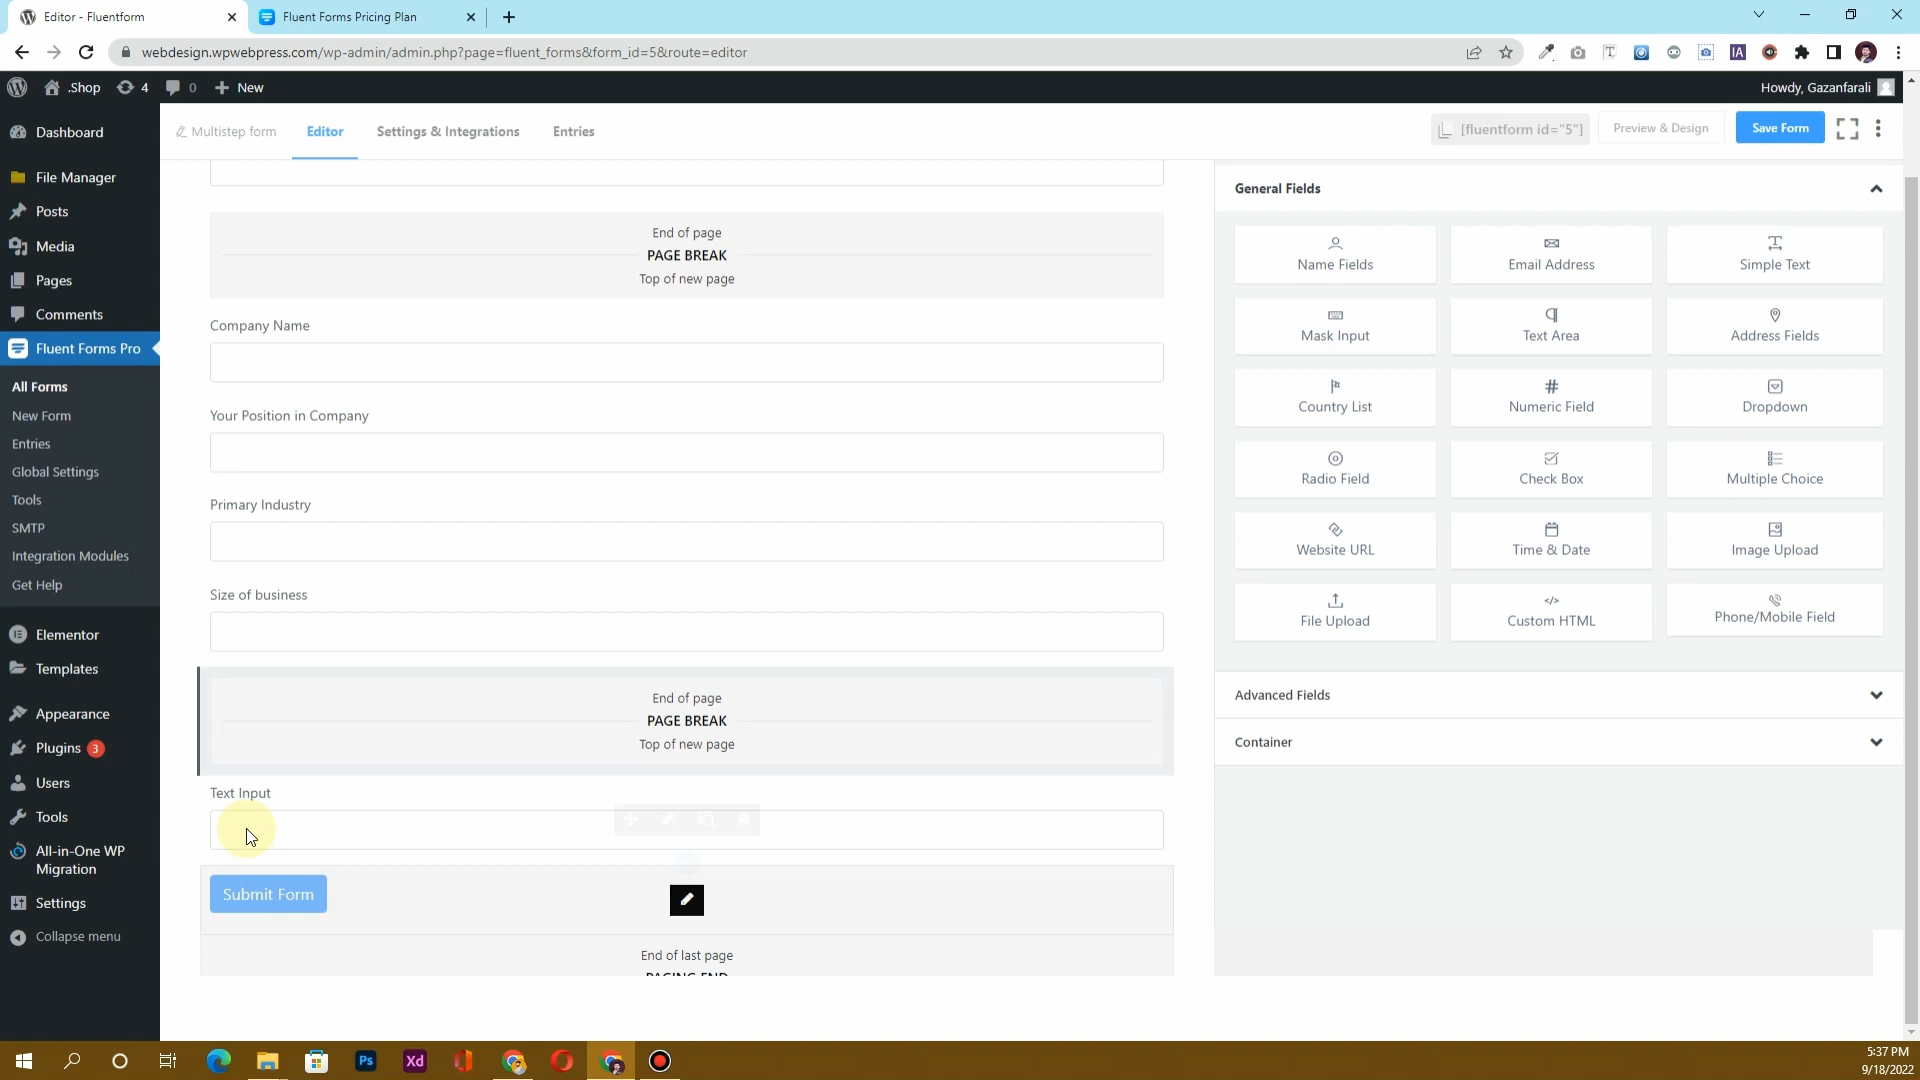 Editor - Fluentform
Fluent Forms Pricing Plan
webdesign.wpwebpress.com/wp-admin/admin.php?page=fluent_forms&form_id=5&route=editor
IA
.Shop
4
0
New
Howdy, Gazanfarali
Multistep form
Editor
Settings & Integrations
Entries
[fluentform id="5"]
Preview & Design
Save Form
Dashboard
File Manager
Posts
Media
Pages
Comments
Fluent Forms Pro
All Forms
New Form
Entries
Global Settings
Tools
SMTP
Integration Modules
Get Help
Elementor
Templates
Appearance
Plugins 3
Users
Tools
All-in-One WP
Migration
Settings
Collapse menu
End of page
PAGE BREAK
Top of new page
Company Name
Your Position in Company
Primary Industry
Size of business
End of page
PAGE BREAK
Top of new page
Text Input
Submit Form
End of last page
PAGING END
General Fields
Name Fields
Email Address
Simple Text
Mask Input
Text Area
Address Fields
Country List
Numeric Field
Dropdown
Radio Field
Check Box
Multiple Choice
Website URL
Time & Date
Image Upload
File Upload
Custom HTML
Phone/Mobile Field
Advanced Fields
Container
Ps
Xd
5:37 PM
9/18/2022